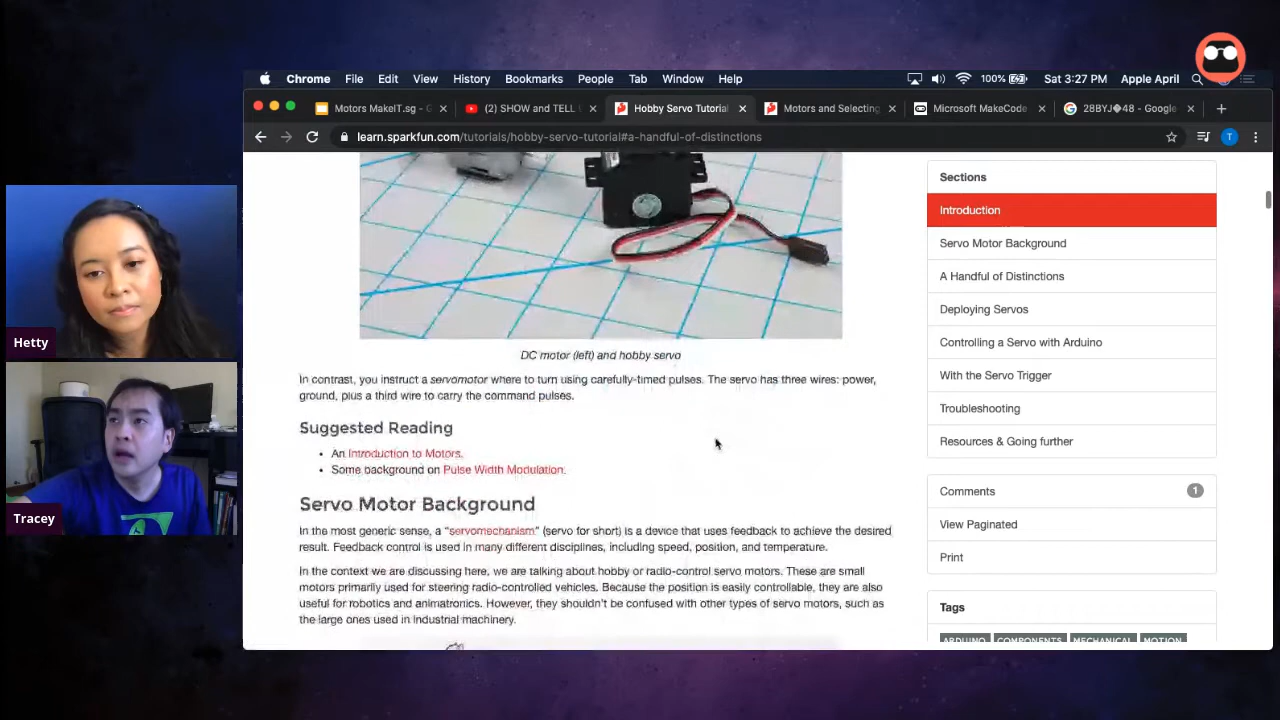 Chrome File Edit View History Bookmarks People Tab Window Help
100% Sat 3:27 PM Apple April
Motors MakeIT.sg - G
(2) SHOW and TELL
Hobby Servo Tutorial
Motors and Selecting
Microsoft MakeCode
28BYJ�48 - Google
learn.sparkfun.com/tutorials/hobby-servo-tutorial#a-handful-of-distinctions
T
Hetty
Tracey
DC motor (left) and hobby servo
In contrast, you instruct a servomotor where to turn using carefully-timed pulses. The servo has three wires: power,
ground, plus a third wire to carry the command pulses.
Suggested Reading
• An Introduction to Motors.
• Some background on Pulse Width Modulation.
Servo Motor Background
In the most generic sense, a “servomechanism” (servo for short) is a device that uses feedback to achieve the desired
result. Feedback control is used in many different disciplines, including speed, position, and temperature.
In the context we are discussing here, we are talking about hobby or radio-control servo motors. These are small
motors primarily used for steering radio-controlled vehicles. Because the position is easily controllable, they are also
useful for robotics and animatronics. However, they shouldn’t be confused with other types of servo motors, such as
the large ones used in industrial machinery.
Sections
Introduction
Servo Motor Background
A Handful of Distinctions
Deploying Servos
Controlling a Servo with Arduino
With the Servo Trigger
Troubleshooting
Resources & Going further
Comments 1
View Paginated
Print
Tags
ARDUINO COMPONENTS MECHANICAL MOTION